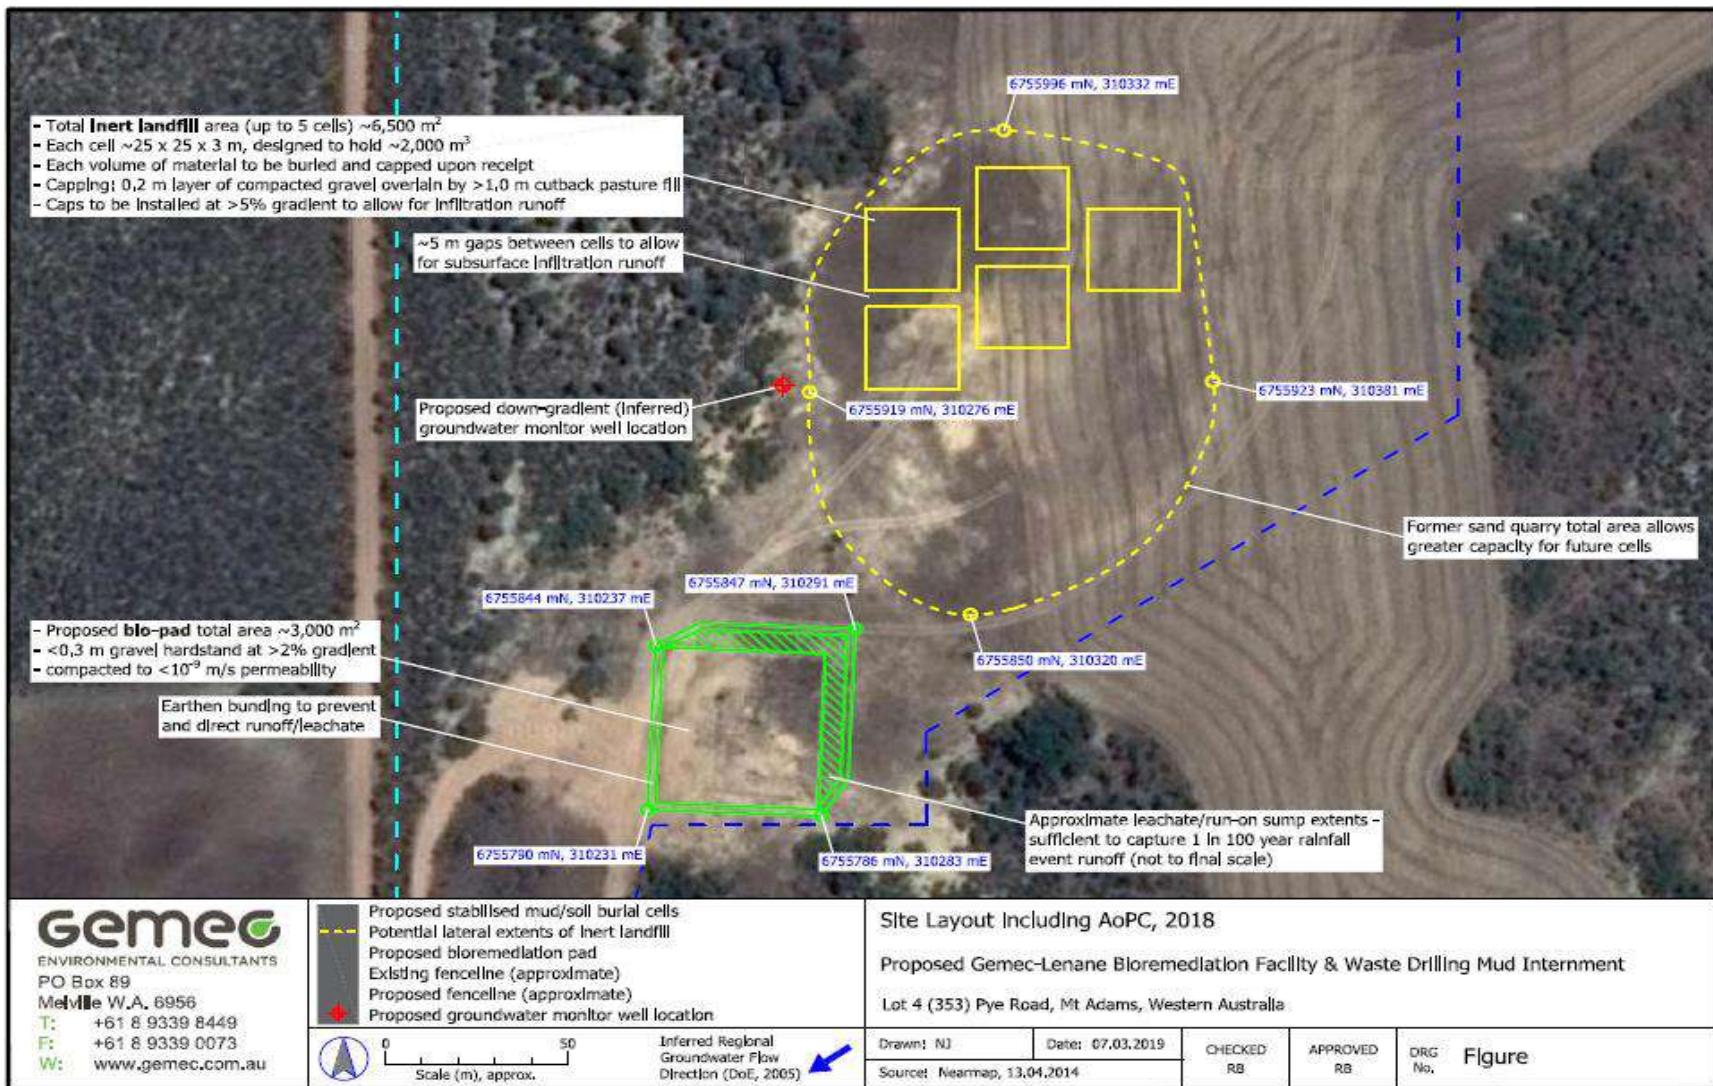 6755996 mN, 310332 mE
- Total inert landfill area (up to 5 cells) ~6,500 m²
- Each cell ~25 x 25 x 3 m, designed to hold ~2,000 m³
- Each volume of material to be buried and capped upon receipt
- Capping: 0.2 m layer of compacted gravel overlain by >1.0 m cutback pasture fill
- Caps to be installed at >5% gradient to allow for infiltration runoff
~5 m gaps between cells to allow
for subsurface infiltration runoff
Proposed down-gradient (inferred)
groundwater monitor well location
6755919 mN, 310276 mE
6755923 mN, 310381 mE
Former sand quarry total area allows
greater capacity for future cells
6755847 mN, 310291 mE
6755844 mN, 310237 mE
- Proposed bio-pad total area ~3,000 m²
- <0.3 m gravel hardstand at >2% gradient
- compacted to <10⁻⁹ m/s permeability
6755850 mN, 310320 mE
Earthen bunding to prevent
and direct runoff/leachate
Approximate leachate/run-on sump extents -
sufficient to capture 1 in 100 year rainfall
event runoff (not to final scale)
6755790 mN, 310231 mE
6755786 mN, 310283 mE
Gemec
ENVIRONMENTAL CONSULTANTS
PO Box 89
Melville W.A. 6956
T: +61 8 9339 8449
F: +61 8 9339 0073
W: www.gemec.com.au
Proposed stabilised mud/soil burial cells
Potential lateral extents of inert landfill
Proposed bioremediation pad
Existing fenceline (approximate)
Proposed fenceline (approximate)
Proposed groundwater monitor well location
0 50
Scale (m), approx.
Inferred Regional
Groundwater Flow
Direction (DoE, 2005)
Site Layout Including AoPC, 2018
Proposed Gemec-Lenane Bioremediation Facility & Waste Drilling Mud Internment
Lot 4 (353) Pye Road, Mt Adams, Western Australia
Drawn: NJ
Date: 07.03.2019
Source: Nearmap, 13.04.2014
CHECKED
RB
APPROVED
RB
DRG
No.
Figure